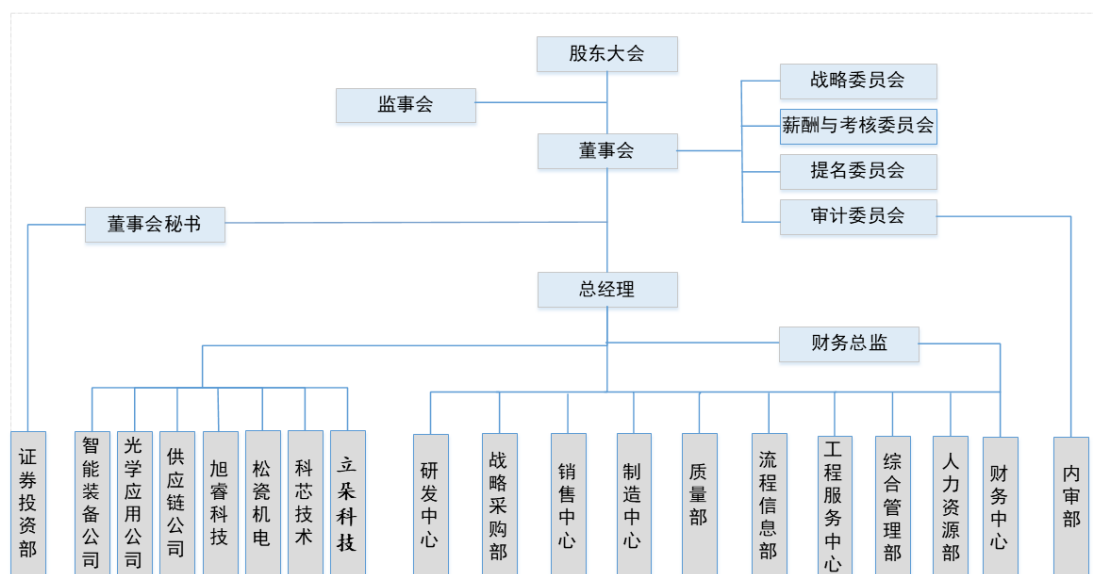 股东大会
监事会
战略委员会
薪酬与考核委员会
董事会
提名委员会
审计委员会
董事会秘书
总经理
财务总监
证券投资部
智能装备公司
光学应用公司
供应链公司
旭睿科技
松瓷机电
科芯技术
立朵科技
研发中心
战略采购部
销售中心
制造中心
质量部
流程信息部
工程服务中心
综合管理部
人力资源部
财务中心
内审部